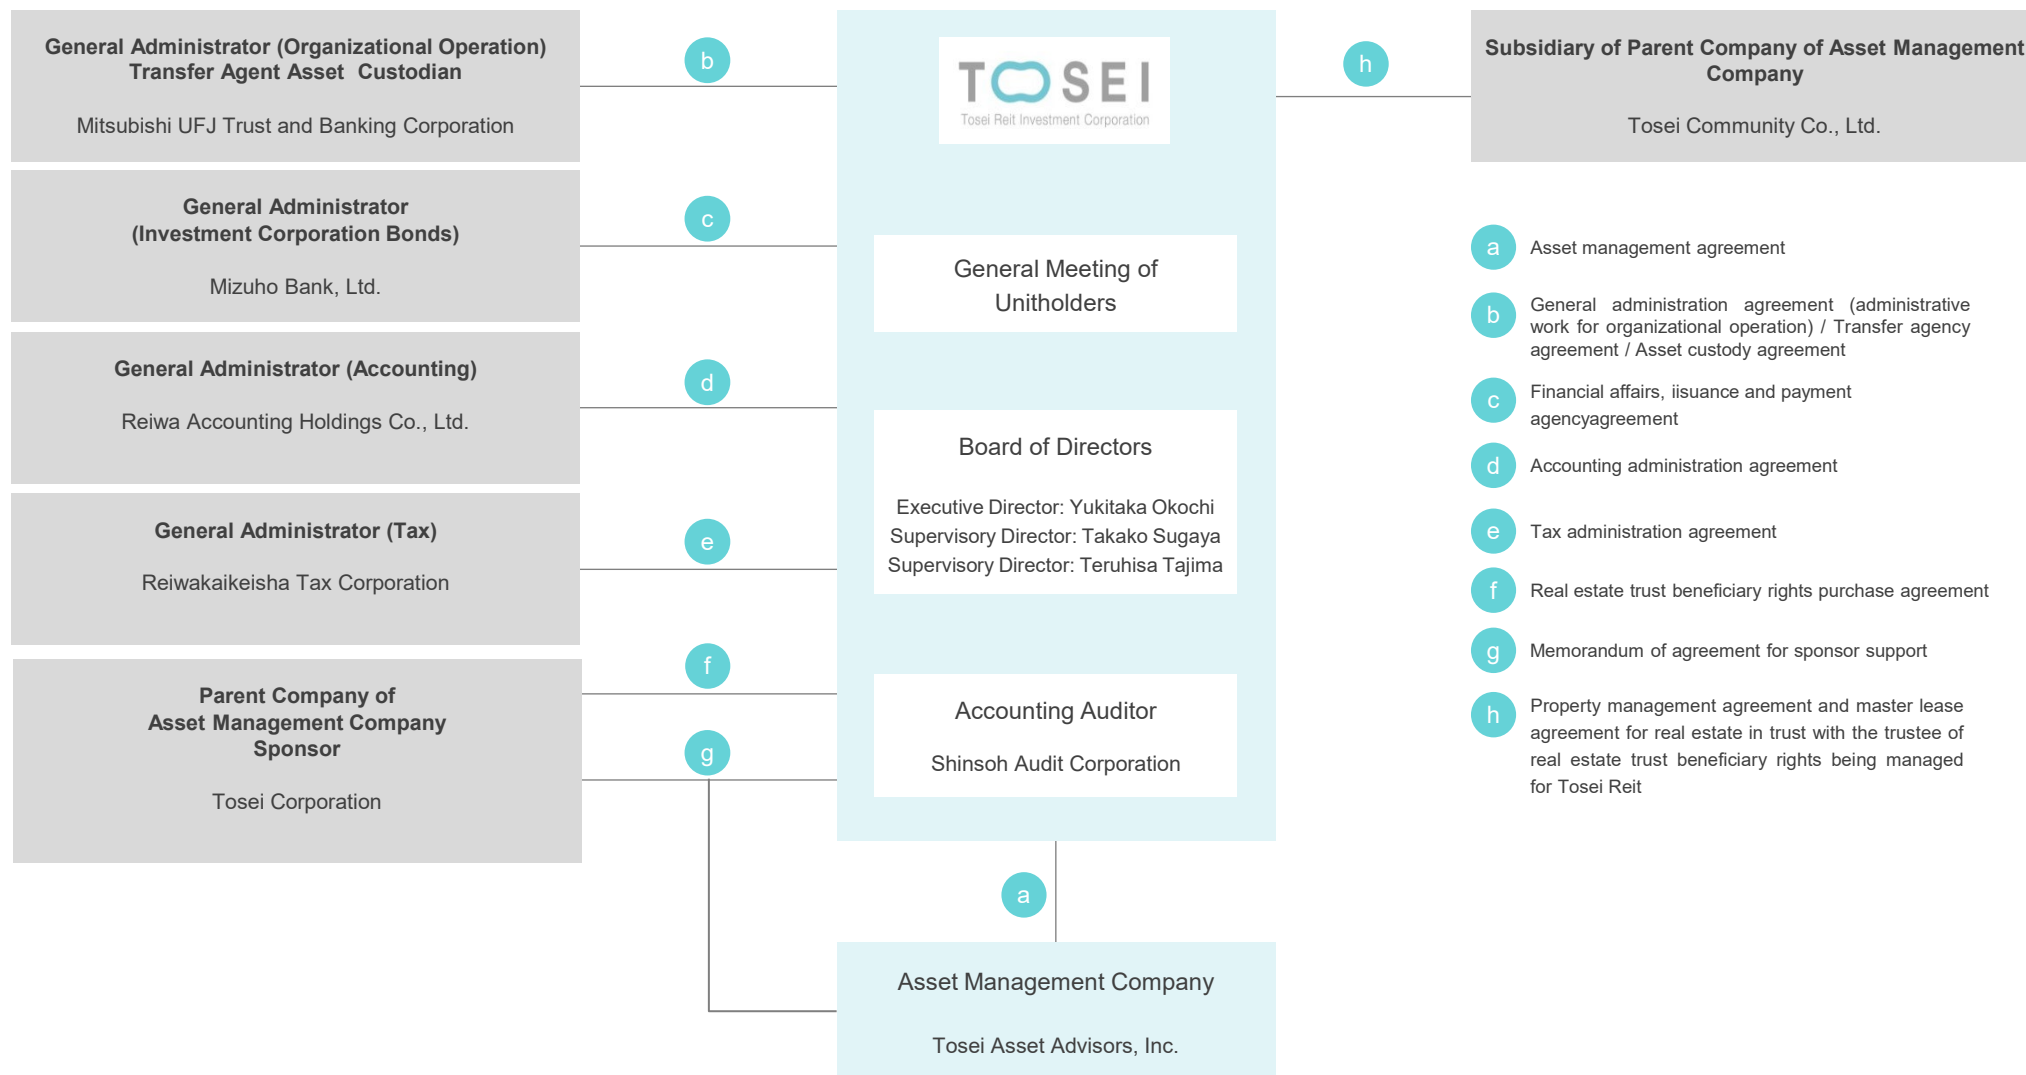 General Administrator (Organizational Operation)
Transfer Agent Asset Custodian
Mitsubishi UFJ Trust and Banking Corporation
b
TOSEI
Tosei Reit Investment Corporation
h
Subsidiary of Parent Company of Asset Management
Company
Tosei Community Co., Ltd.
General Administrator
(Investment Corporation Bonds)
Mizuho Bank, Ltd.
c
General Meeting of
Unitholders
General Administrator (Accounting)
Reiwa Accounting Holdings Co., Ltd.
d
Board of Directors
Executive Director: Yukitaka Okochi
Supervisory Director: Takako Sugaya
Supervisory Director: Teruhisa Tajima
General Administrator (Tax)
Reiwakaikeisha Tax Corporation
e
Parent Company of
Asset Management Company
Sponsor
Tosei Corporation
f
g
Accounting Auditor
Shinsoh Audit Corporation
a
Asset Management Company
Tosei Asset Advisors, Inc.
a Asset management agreement
b General administration agreement (administrative
work for organizational operation) / Transfer agency
agreement / Asset custody agreement
c Financial affairs, iisuance and payment
agencyagreement
d Accounting administration agreement
e Tax administration agreement
f Real estate trust beneficiary rights purchase agreement
g Memorandum of agreement for sponsor support
h Property management agreement and master lease
agreement for real estate in trust with the trustee of
real estate trust beneficiary rights being managed
for Tosei Reit